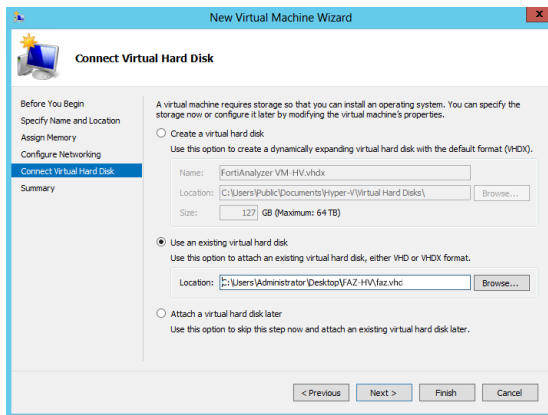 New Virtual Machine Wizard
x
Connect Virtual Hard Disk
Before You Begin
Specify Name and Location
Assign Memory
Configure Networking
Connect Virtual Hard Disk
Summary
A virtual machine requires storage so that you can install an operating system. You can specify the
storage now or configure it later by modifying the virtual machine's properties.
Create a virtual hard disk
Use this option to create a dynamically expanding virtual hard disk with the default format (VHDX).
Name: FortiAnalyzer VM-HV.vhdx
Location: C:\Users\Public\Documents\Hyper-V\Virtual Hard Disks\ Browse...
Size: 127 GB (Maximum: 64 TB)
Use an existing virtual hard disk
Use this option to attach an existing virtual hard disk, either VHD or VHDX format.
Location: C:\Users\Administrator\Desktop\FAZ-HV\faz.vhd Browse...
Attach a virtual hard disk later
Use this option to skip this step now and attach an existing virtual hard disk later.
< Previous Next > Finish Cancel